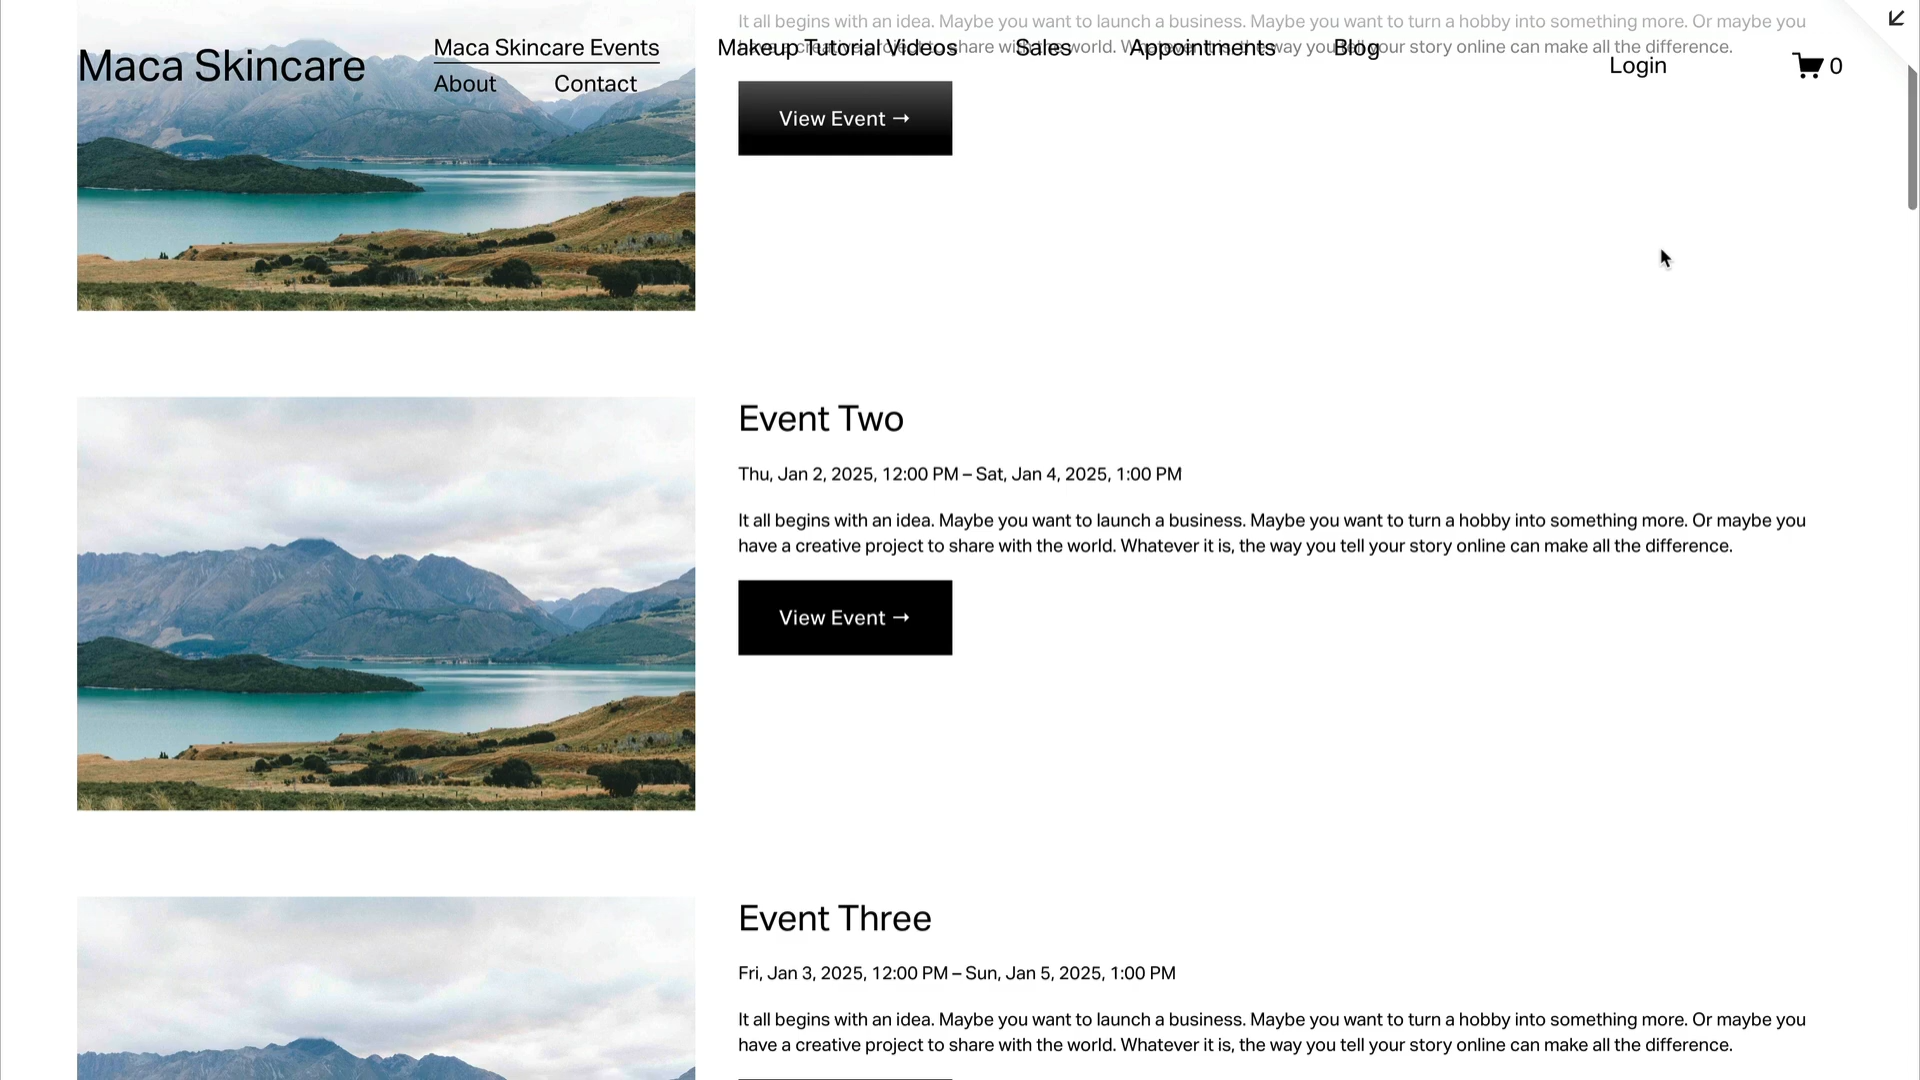 It all begins with an idea. Maybe you want to launch a business. Maybe you want to turn a hobby into something more. Or maybe you
have a creative project to share with the world. Whatever it is, the way you tell your story online can make all the difference.
Maca Skincare
Maca Skincare Events
Makeup Tutorial Videos
Sales
Appointments
Blog
About
Contact
Login
0
View Event →
Event Two
Thu, Jan 2, 2025, 12:00 PM – Sat, Jan 4, 2025, 1:00 PM
It all begins with an idea. Maybe you want to launch a business. Maybe you want to turn a hobby into something more. Or maybe you
have a creative project to share with the world. Whatever it is, the way you tell your story online can make all the difference.
View Event →
Event Three
Fri, Jan 3, 2025, 12:00 PM – Sun, Jan 5, 2025, 1:00 PM
It all begins with an idea. Maybe you want to launch a business. Maybe you want to turn a hobby into something more. Or maybe you
have a creative project to share with the world. Whatever it is, the way you tell your story online can make all the difference.